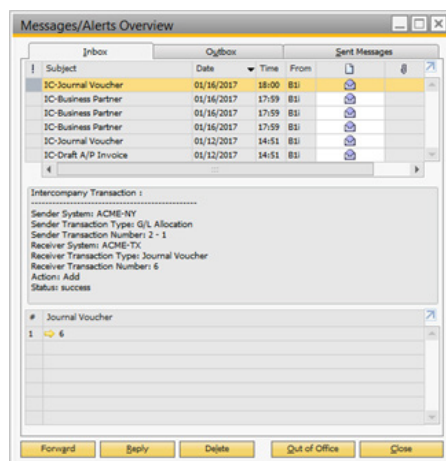 Messages/Alerts Overview
Inbox Outbox Sent Messages
! Subject Date Time From
IC-Journal Voucher 01/16/2017 18:00 B1i
IC-Business Partner 01/16/2017 17:59 B1i
IC-Business Partner 01/16/2017 17:59 B1i
IC-Business Partner 01/16/2017 17:59 B1i
IC-Journal Voucher 01/12/2017 14:51 B1i
IC-Draft A/P Invoice 01/12/2017 14:51 B1i
Intercompany Transaction :
------------------------------------------------
Sender System: ACME-NY
Sender Transaction Type: G/L Allocation
Sender Transaction Number: 2 - 1
Receiver System: ACME-TX
Receiver Transaction Type: Journal Voucher
Receiver Transaction Number: 6
Action: Add
Status: success
# Journal Voucher
1 6
Forward Reply Delete Out of Office Close